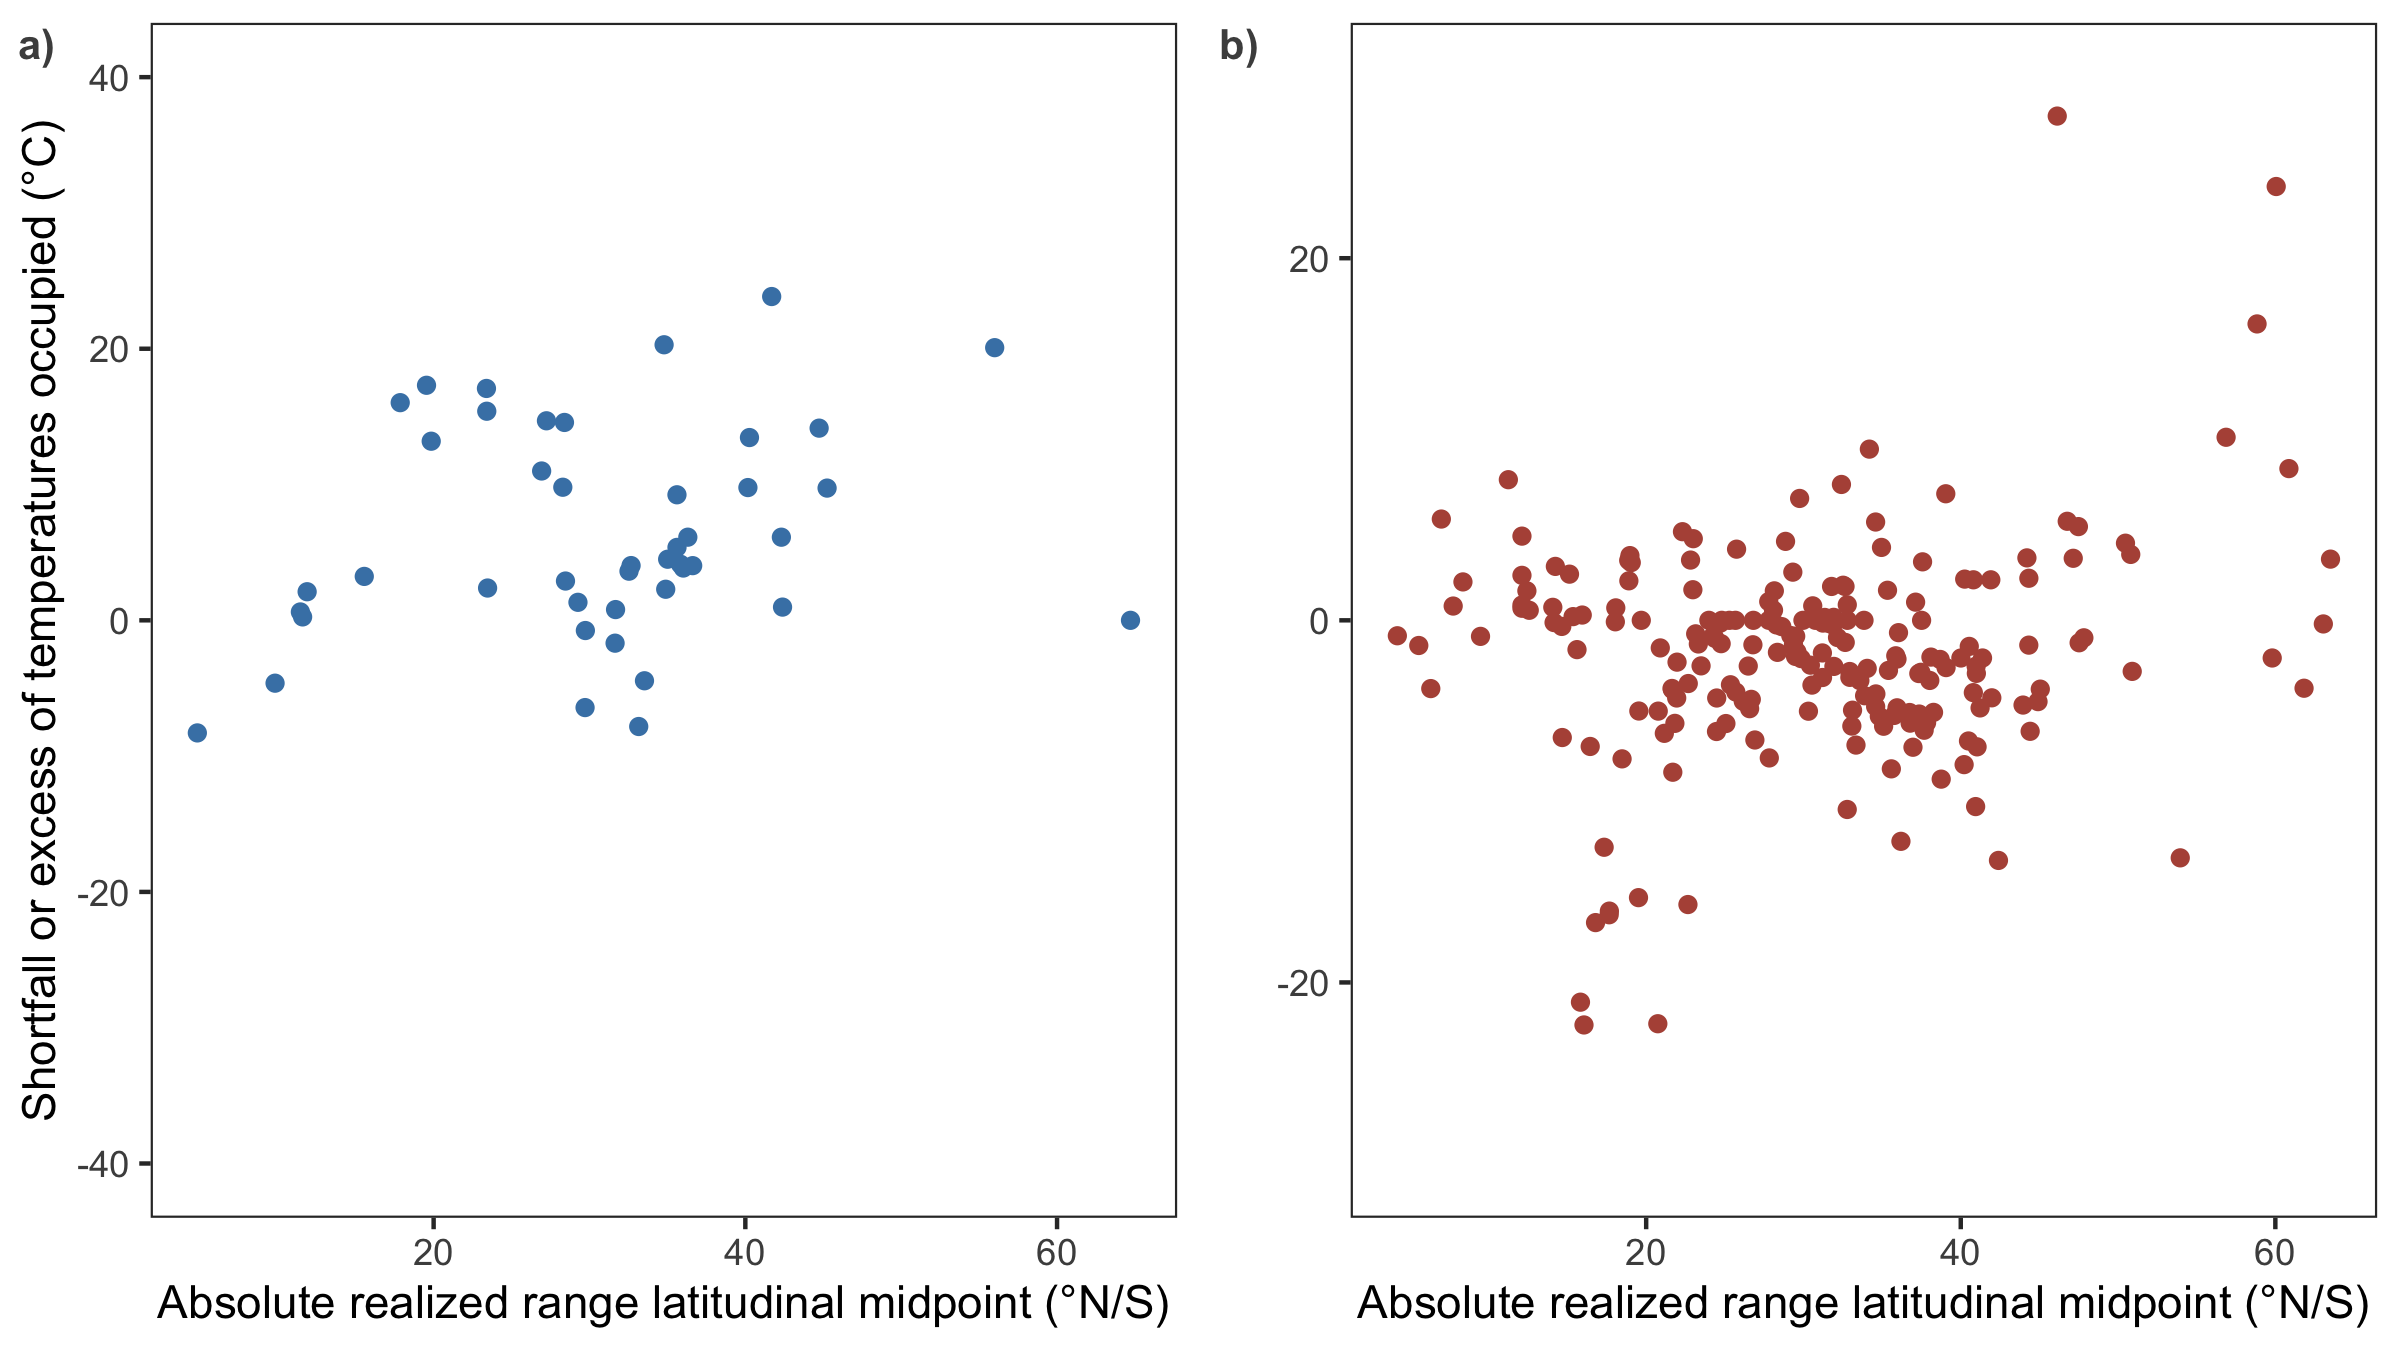 a)
Shortfall or excess of temperatures occupied (°C)
40
20
0
-20
-40
20 40 60
Absolute realized range latitudinal midpoint (°N/S)
b)
20
0
-20
20 40 60
Absolute realized range latitudinal midpoint (°N/S)